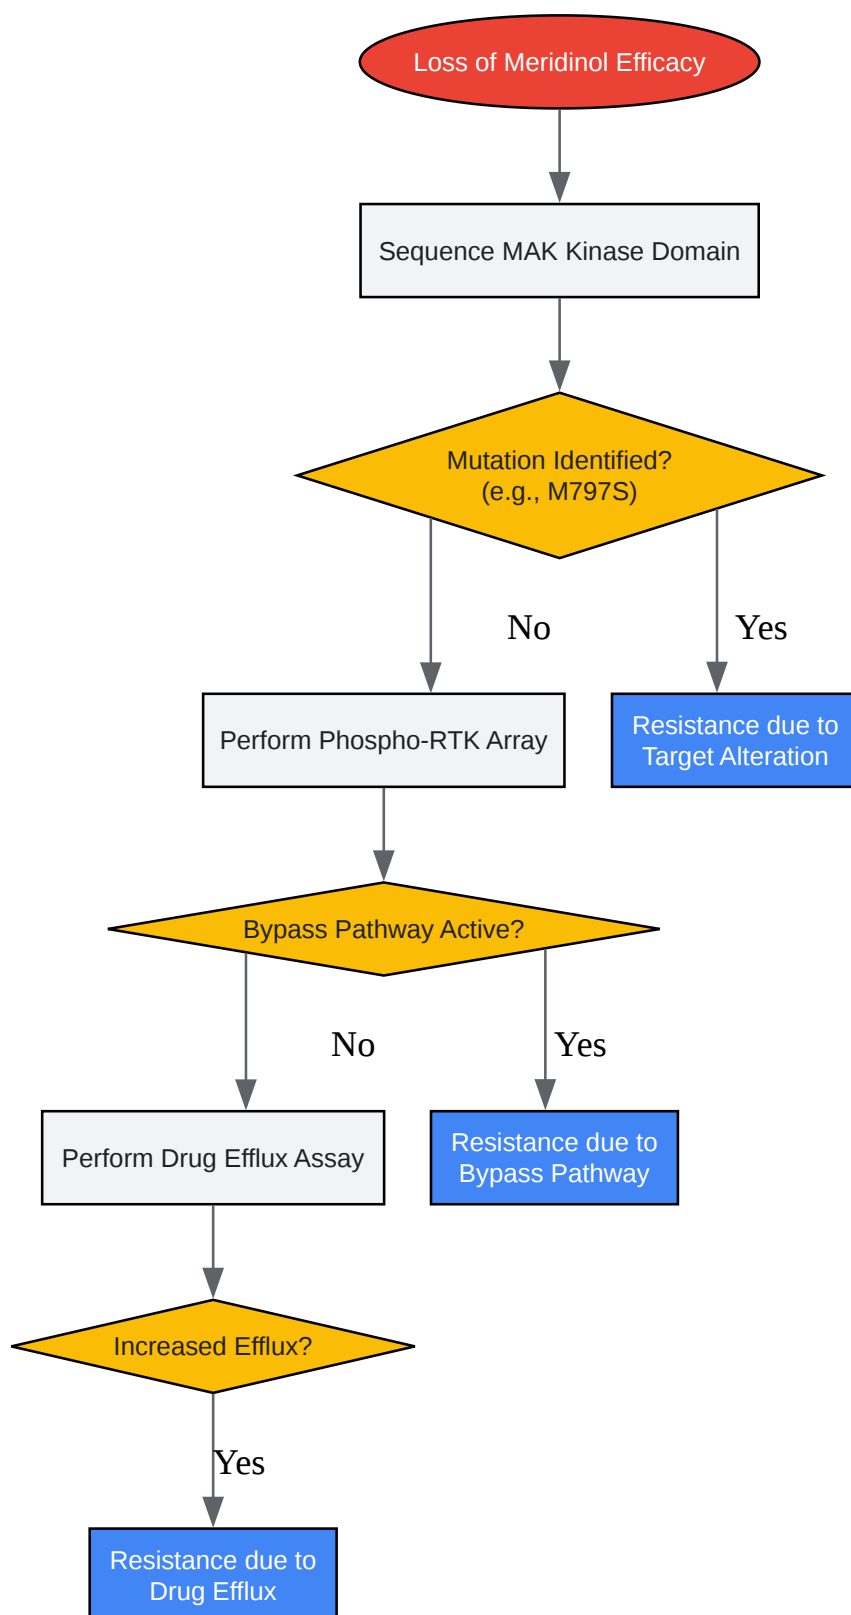 Loss of Meridinol Efficacy
Sequence MAK Kinase Domain
Mutation Identified?
(e.g., M797S)
No
Yes
Perform Phospho-RTK Array
Resistance due to
Target Alteration
Bypass Pathway Active?
No
Yes
Perform Drug Efflux Assay
Resistance due to
Bypass Pathway
Increased Efflux?
Yes
Resistance due to
Drug Efflux